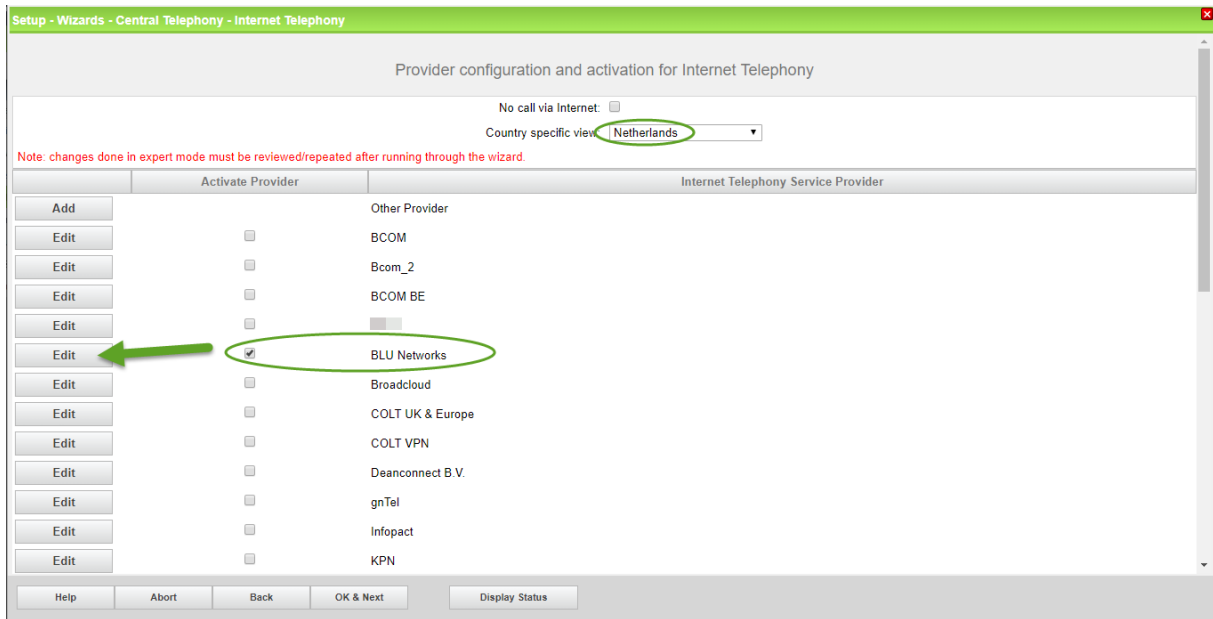 Setup - Wizards - Central Telephony - Internet Telephony
Provider configuration and activation for Internet Telephony
No call via Internet:
Country specific view: Netherlands
Note: changes done in expert mode must be reviewed/repeated after running through the wizard.
Activate Provider Internet Telephony Service Provider
Add Other Provider
Edit BCOM
Edit Bcom_2
Edit BCOM BE
Edit
Edit BLU Networks
Edit Broadcloud
Edit COLT UK & Europe
Edit COLT VPN
Edit Deanconnect B.V.
Edit gnTel
Edit Infopact
Edit KPN
Help Abort Back OK & Next Display Status